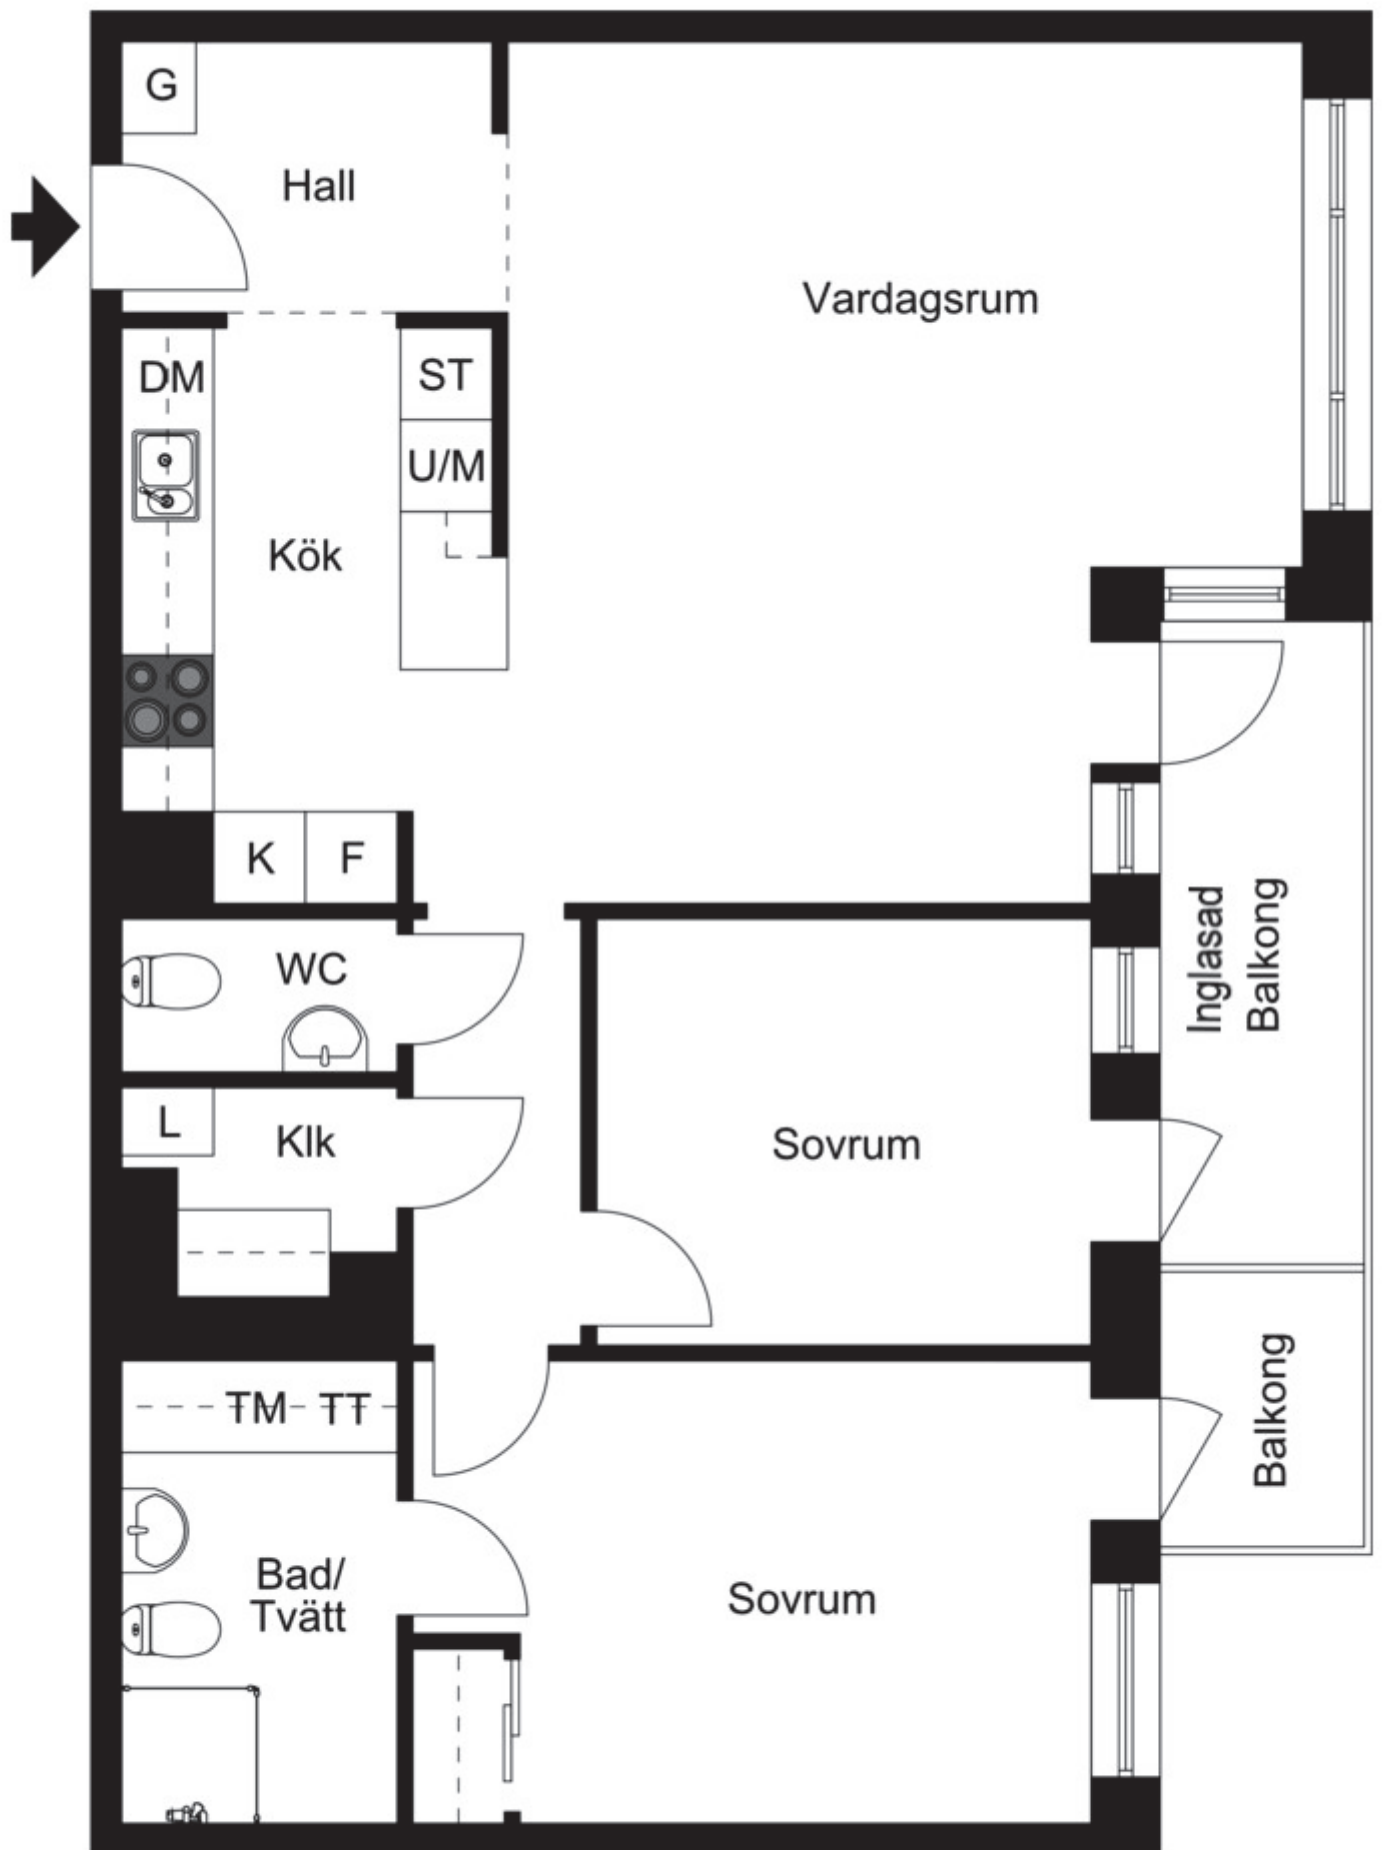 G
Hall
Vardagsrum
DM
ST
U/M
Kök
K
F
WC
Inglasad
Balkong
L
Klk
Sovrum
Balkong
TM
TT
Bad/
Tvätt
Sovrum